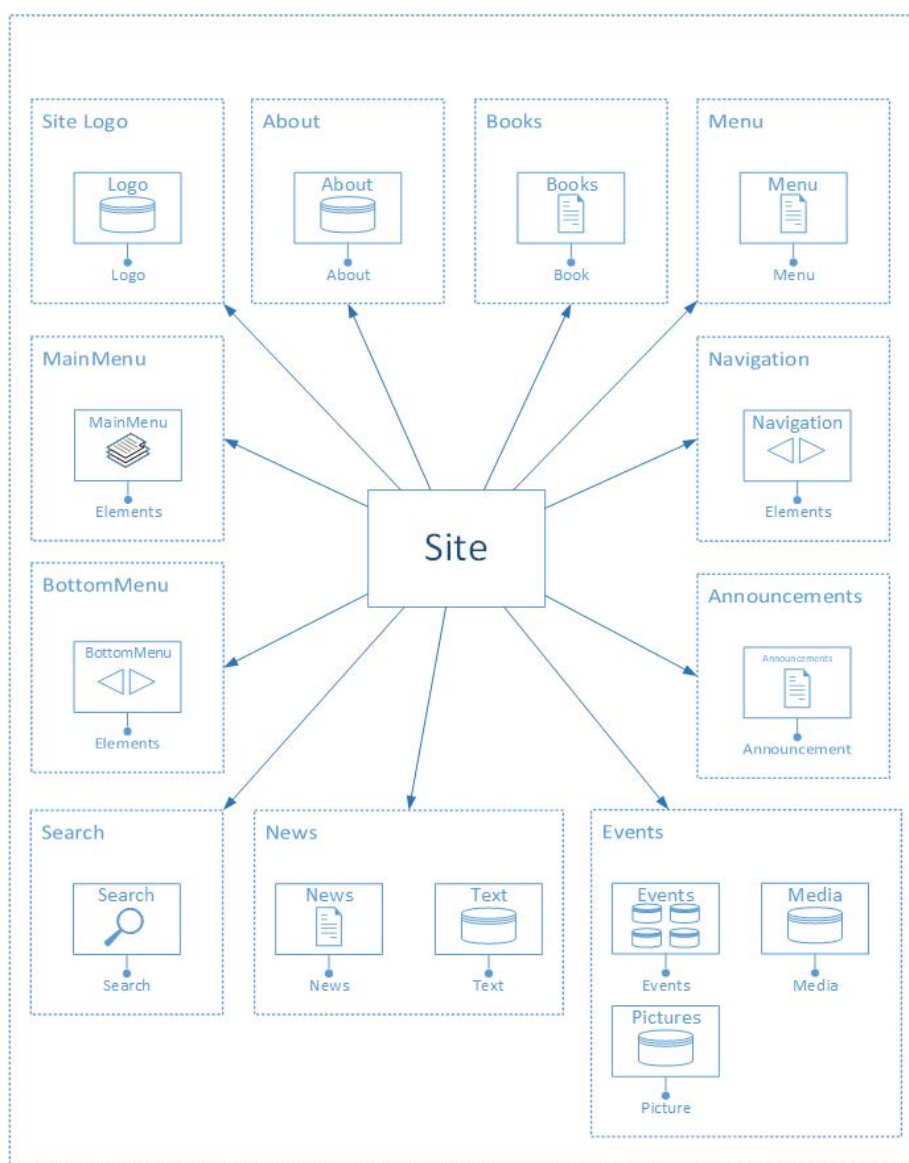 Site Logo
Logo
Logo
About
About
About
Books
Books
Book
Menu
Menu
Menu
MainMenu
MainMenu
Elements
Navigation
Navigation
Elements
Site
BottomMenu
BottomMenu
Elements
Announcements
Announcements
Announcement
Search
Search
Search
News
News
News
Text
Text
Events
Events
Events
Media
Media
Pictures
Picture